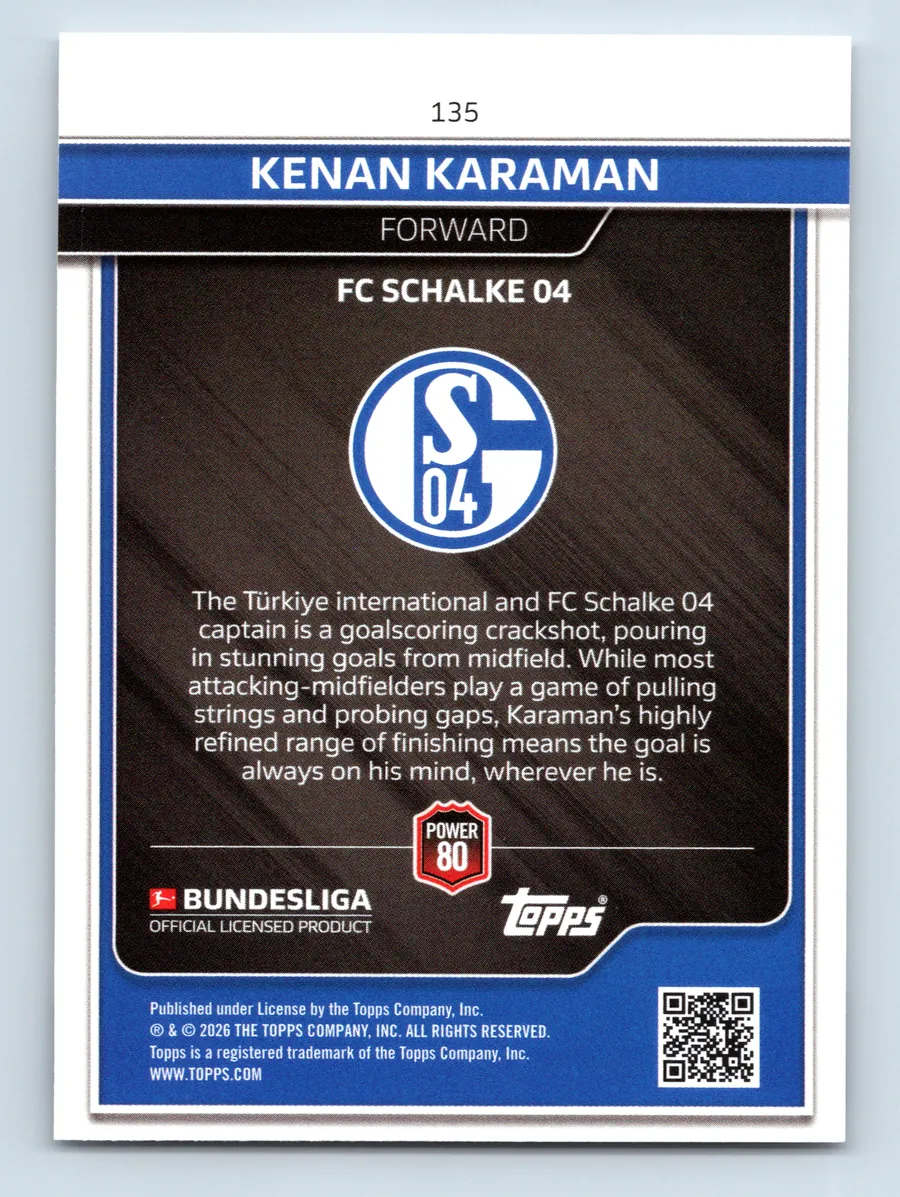 135
KENAN KARAMAN
FORWARD
FC SCHALKE 04
S
04
The Türkiye international and FC Schalke 04
captain is a goalscoring crackshot, pouring
in stunning goals from midfield. While most
attacking-midfielders play a game of pulling
strings and probing gaps, Karaman's highly
refined range of finishing means the goal is
always on his mind, wherever he is.
POWER
80
BUNDESLIGA
OFFICIAL LICENSED PRODUCT
topps®
Published under License by the Topps Company, Inc.
® & © 2026 THE TOPPS COMPANY, INC. ALL RIGHTS RESERVED.
Topps is a registered trademark of the Topps Company, Inc.
WWW.TOPPS.COM